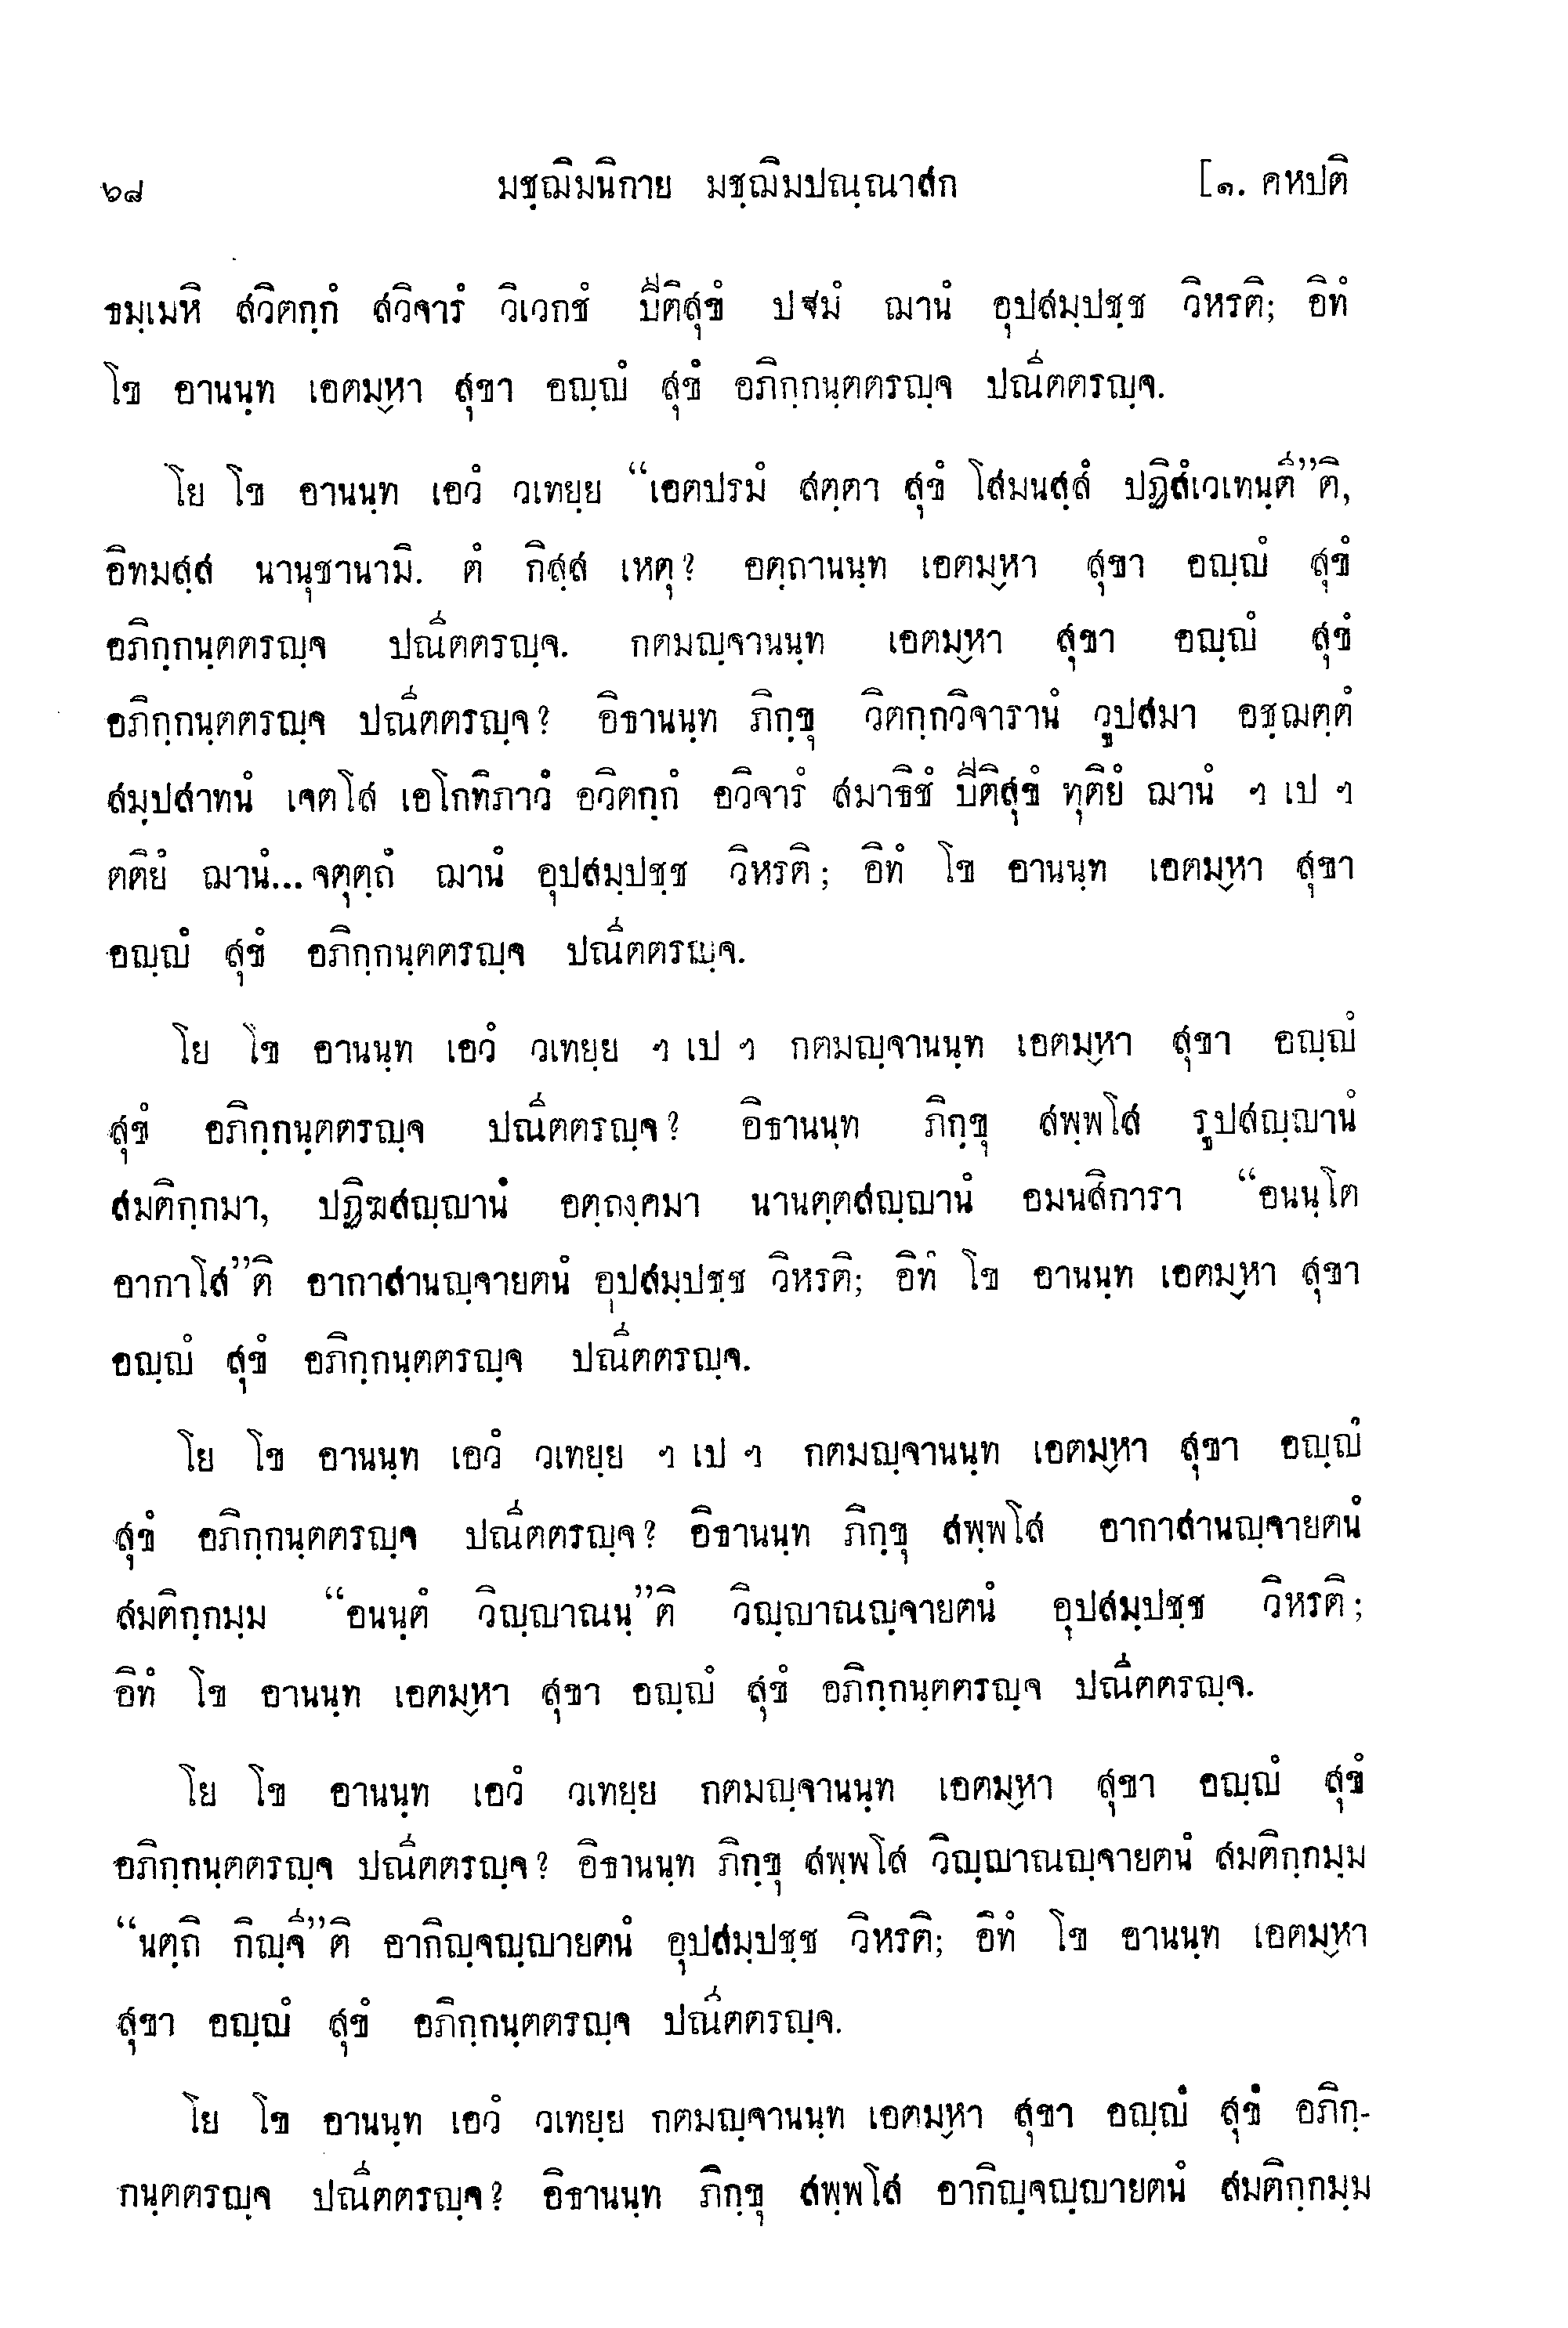 ๖๘ มชฺฌิมนิกาย มชฺฌิมปณฺณาสก [๑. คหปติ
ธมฺเมหิ สวิตกฺกํ สวิจารํ วิเวกชํ ปีติสุขํ ปฐมํ ฌานํ อุปสมฺปชฺช วิหรติ; อิทํ
โข อานนฺท เอตมฺหา สุขา อญฺญํ สุขํ อภิกฺกนฺตตรญฺจ ปณีตตรญฺจ.
โย โข อานนฺท เอวํ วเทยฺย “เอตปรมํ สตฺตา สุขํ โสมนสฺสํ ปฏิสํเวเทนฺตี”ติ,
อิทมสฺส นานุชานามิ. ตํ กิสฺส เหตุ? อตฺถานนฺท เอตมฺหา สุขา อญฺญํ สุขํ
อภิกฺกนฺตตรญฺจ ปณีตตรญฺจ. กตมญฺจานนฺท เอตมฺหา สุขา อญฺญํ สุขํ
อภิกฺกนฺตตรญฺจ ปณีตตรญฺจ? อิธานนฺท ภิกฺขุ วิตกฺกวิจารานํ วูปสมา อชฺฌตฺตํ
สมฺปสาทนํ เจตโส เอโกทิภาวํ อวิตกฺกํ อวิจารํ สมาธิชํ ปีติสุขํ ทุติยํ ฌานํ ฯ เป ฯ
ตติยํ ฌานํ... จตุตฺถํ ฌานํ อุปสมฺปชฺช วิหรติ; อิทํ โข อานนฺท เอตมฺหา สุขา
อญฺญํ สุขํ อภิกฺกนฺตตรญฺจ ปณีตตรญฺจ.
โย โข อานนฺท เอวํ วเทยฺย ฯ เป ฯ กตมญฺจานนฺท เอตมฺหา สุขา อญฺญํ
สุขํ อภิกฺกนฺตตรญฺจ ปณีตตรญฺจ? อิธานนฺท ภิกฺขุ สพฺพโส รูปสญฺญานํ
สมติกฺกมา, ปฏิฆสญฺญานํ อตฺถงฺคมา นานตฺตสญฺญานํ อมนสิการา “อนนฺโต
อากาโส”ติ อากาสานญฺจายตนํ อุปสมฺปชฺช วิหรติ; อิทํ โข อานนฺท เอตมฺหา สุขา
อญฺญํ สุขํ อภิกฺกนฺตตรญฺจ ปณีตตรญฺจ.
โย โข อานนฺท เอวํ วเทยฺย ฯ เป ฯ กตมญฺจานนฺท เอตมฺหา สุขา อญฺญํ
สุขํ อภิกฺกนฺตตรญฺจ ปณีตตรญฺจ? อิธานนฺท ภิกฺขุ สพฺพโส อากาสานญฺจายตนํ
สมติกฺกมฺม “อนนฺตํ วิญฺญาณนฺ”ติ วิญฺญาณญฺจายตนํ อุปสมฺปชฺช วิหรติ;
อิทํ โข อานนฺท เอตมฺหา สุขา อญฺญํ สุขํ อภิกฺกนฺตตรญฺจ ปณีตตรญฺจ.
โย โข อานนฺท เอวํ วเทยฺย กตมญฺจานนฺท เอตมฺหา สุขา อญฺญํ สุขํ
อภิกฺกนฺตตรญฺจ ปณีตตรญฺจ? อิธานนฺท ภิกฺขุ สพฺพโส วิญฺญาณญฺจายตนํ สมติกฺกมฺม
“นตฺถิ กิญฺจี”ติ อากิญฺจญฺญายตนํ อุปสมฺปชฺช วิหรติ; อิทํ โข อานนฺท เอตมฺหา
สุขา อญฺญํ สุขํ อภิกฺกนฺตตรญฺจ ปณีตตรญฺจ.
โย โข อานนฺท เอวํ วเทยฺย กตมญฺจานนฺท เอตมฺหา สุขา อญฺญํ สุขํ อภิกฺ-
กนฺตตรญฺจ ปณีตตรญฺจ? อิธานนฺท ภิกฺขุ สพฺพโส อากิญฺจญฺญายตนํ สมติกฺกมฺม